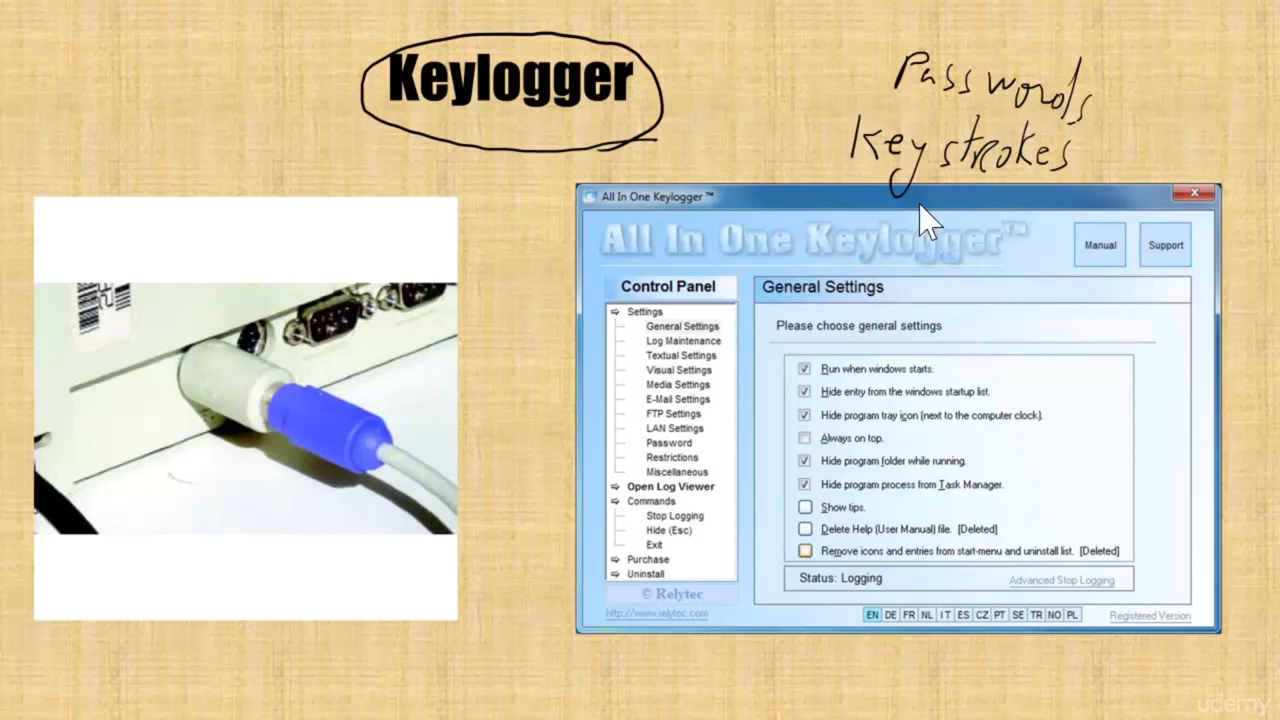 Keylogger
Passwords
Keystrokes
All In One Keylogger ™
All In One Keylogger™
Manual
Support
Control Panel
Settings
General Settings
Log Maintenance
Textual Settings
Visual Settings
Media Settings
E-Mail Settings
FTP Settings
LAN Settings
Password
Restrictions
Miscellaneous
Open Log Viewer
Commands
Stop Logging
Hide (Esc)
Exit
Purchase
Uninstall
© Relytec
http://www.relytec.com
General Settings
Please choose general settings
Run when windows starts.
Hide entry from the windows startup list.
Hide program tray icon (next to the computer clock).
Always on top.
Hide program folder while running.
Hide program process from Task Manager.
Show tips.
Delete Help (User Manual) file. [Deleted]
Remove icons and entries from start-menu and uninstall list. [Deleted]
Status: Logging
Advanced Stop Logging
EN DE FR NL IT ES CZ PT SE TR NO PL
Registered Version
udemy